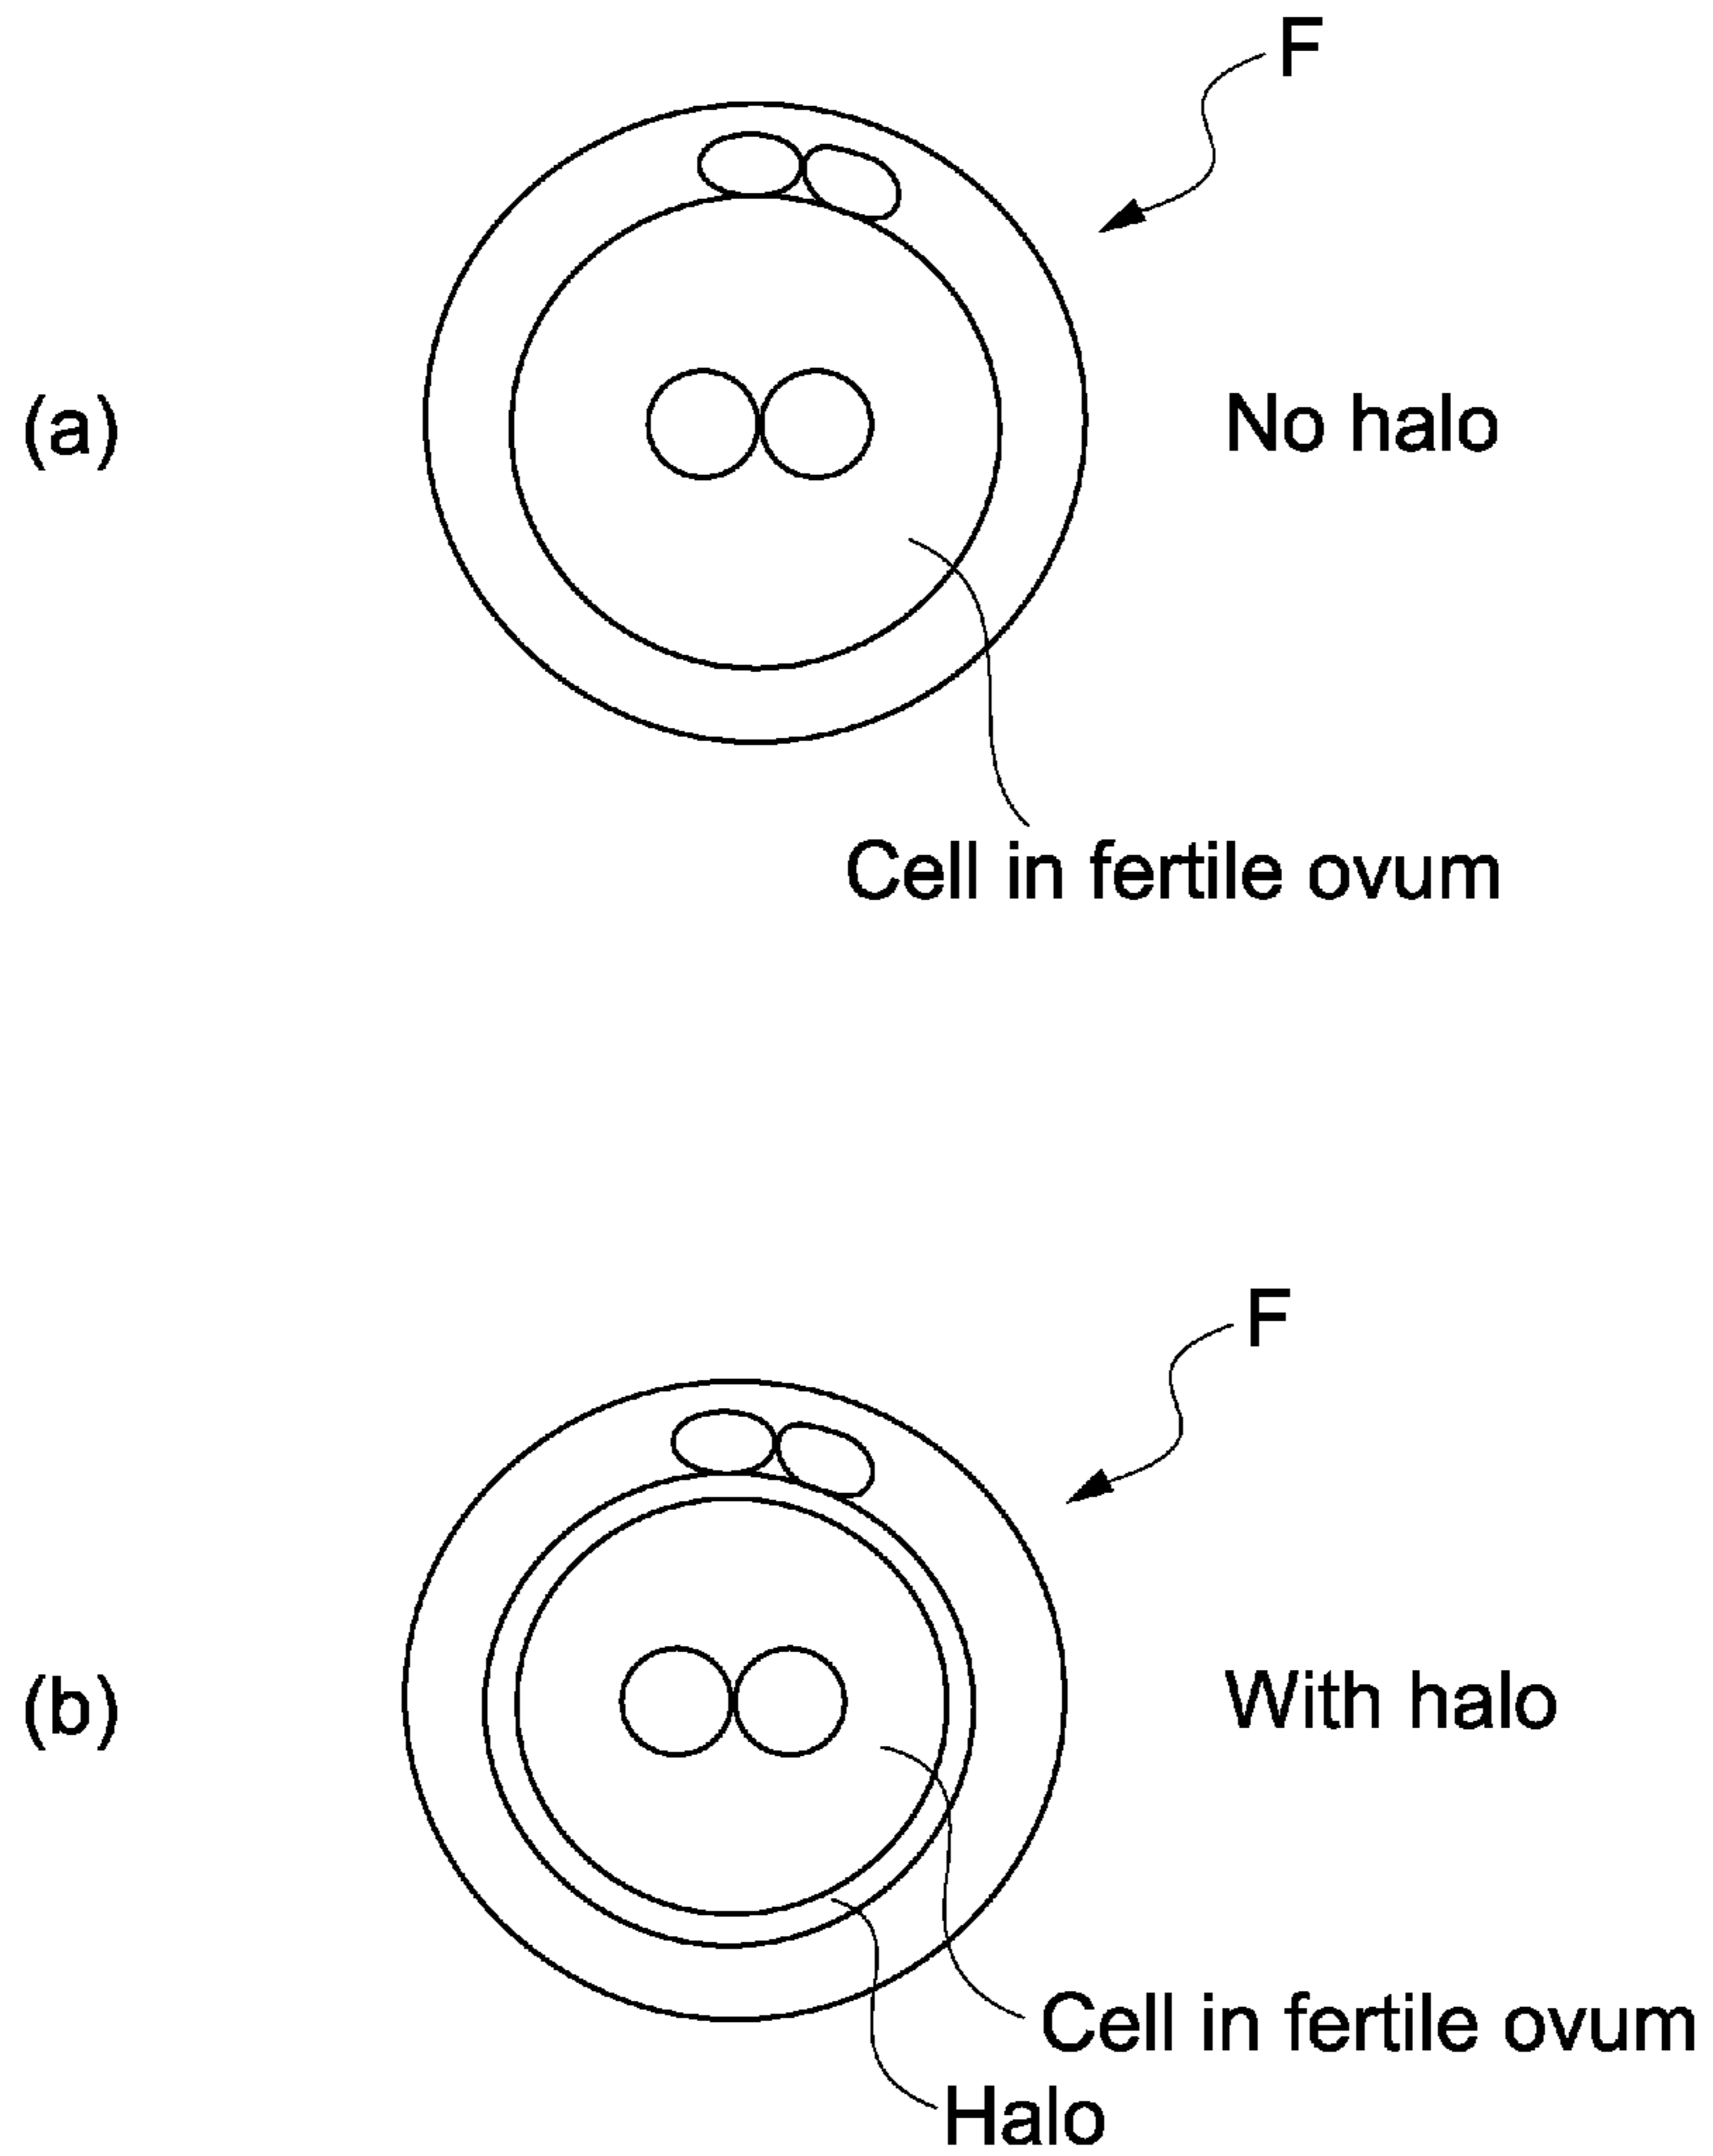 F
(a)
No halo
Cell in fertile ovum
F
(b)
With halo
Cell in fertile ovum
Halo